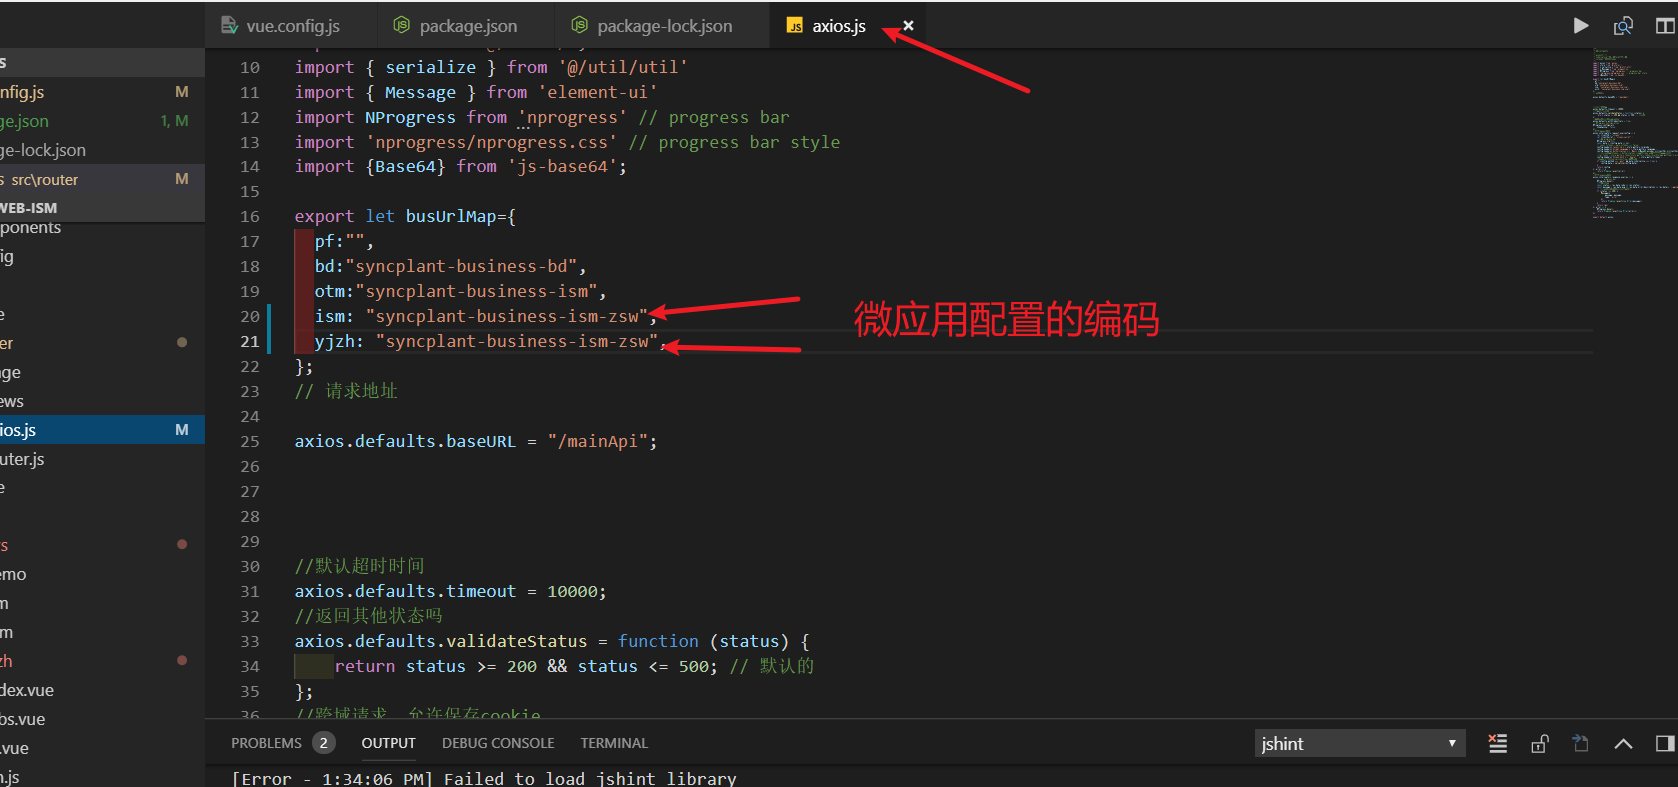 vue.config.js
package.json
package-lock.json
axios.js
s
nfig.js M
ge.json 1, M
ge-lock.json
s src\router M
WEB-ISM
ponents
ig
e
er
age
ews
ios.js M
uter.js
e
s
emo
m
m
zh
dex.vue
bs.vue
.vue
n.js
10 import { serialize } from '@/util/util'
11 import { Message } from 'element-ui'
12 import NProgress from 'nprogress' // progress bar
13 import 'nprogress/nprogress.css' // progress bar style
14 import {Base64} from 'js-base64';
15
16 export let busUrlMap={
17 pf:"",
18 bd:"syncplant-business-bd",
19 otm:"syncplant-business-ism",
20 ism: "syncplant-business-ism-zsw",
21 yjzh: "syncplant-business-ism-zsw",
微应用配置的编码
22 };
23 // 请求地址
24
25 axios.defaults.baseURL = "/mainApi";
26
27
28
29
30 //默认超时时间
31 axios.defaults.timeout = 10000;
32 //返回其他状态吗
33 axios.defaults.validateStatus = function (status) {
34 return status >= 200 && status <= 500; // 默认的
35 };
36 //跨域请求，允许保存cookie
PROBLEMS 2 OUTPUT DEBUG CONSOLE TERMINAL jshint
[Error - 1:34:06 PM] Failed to load jshint library